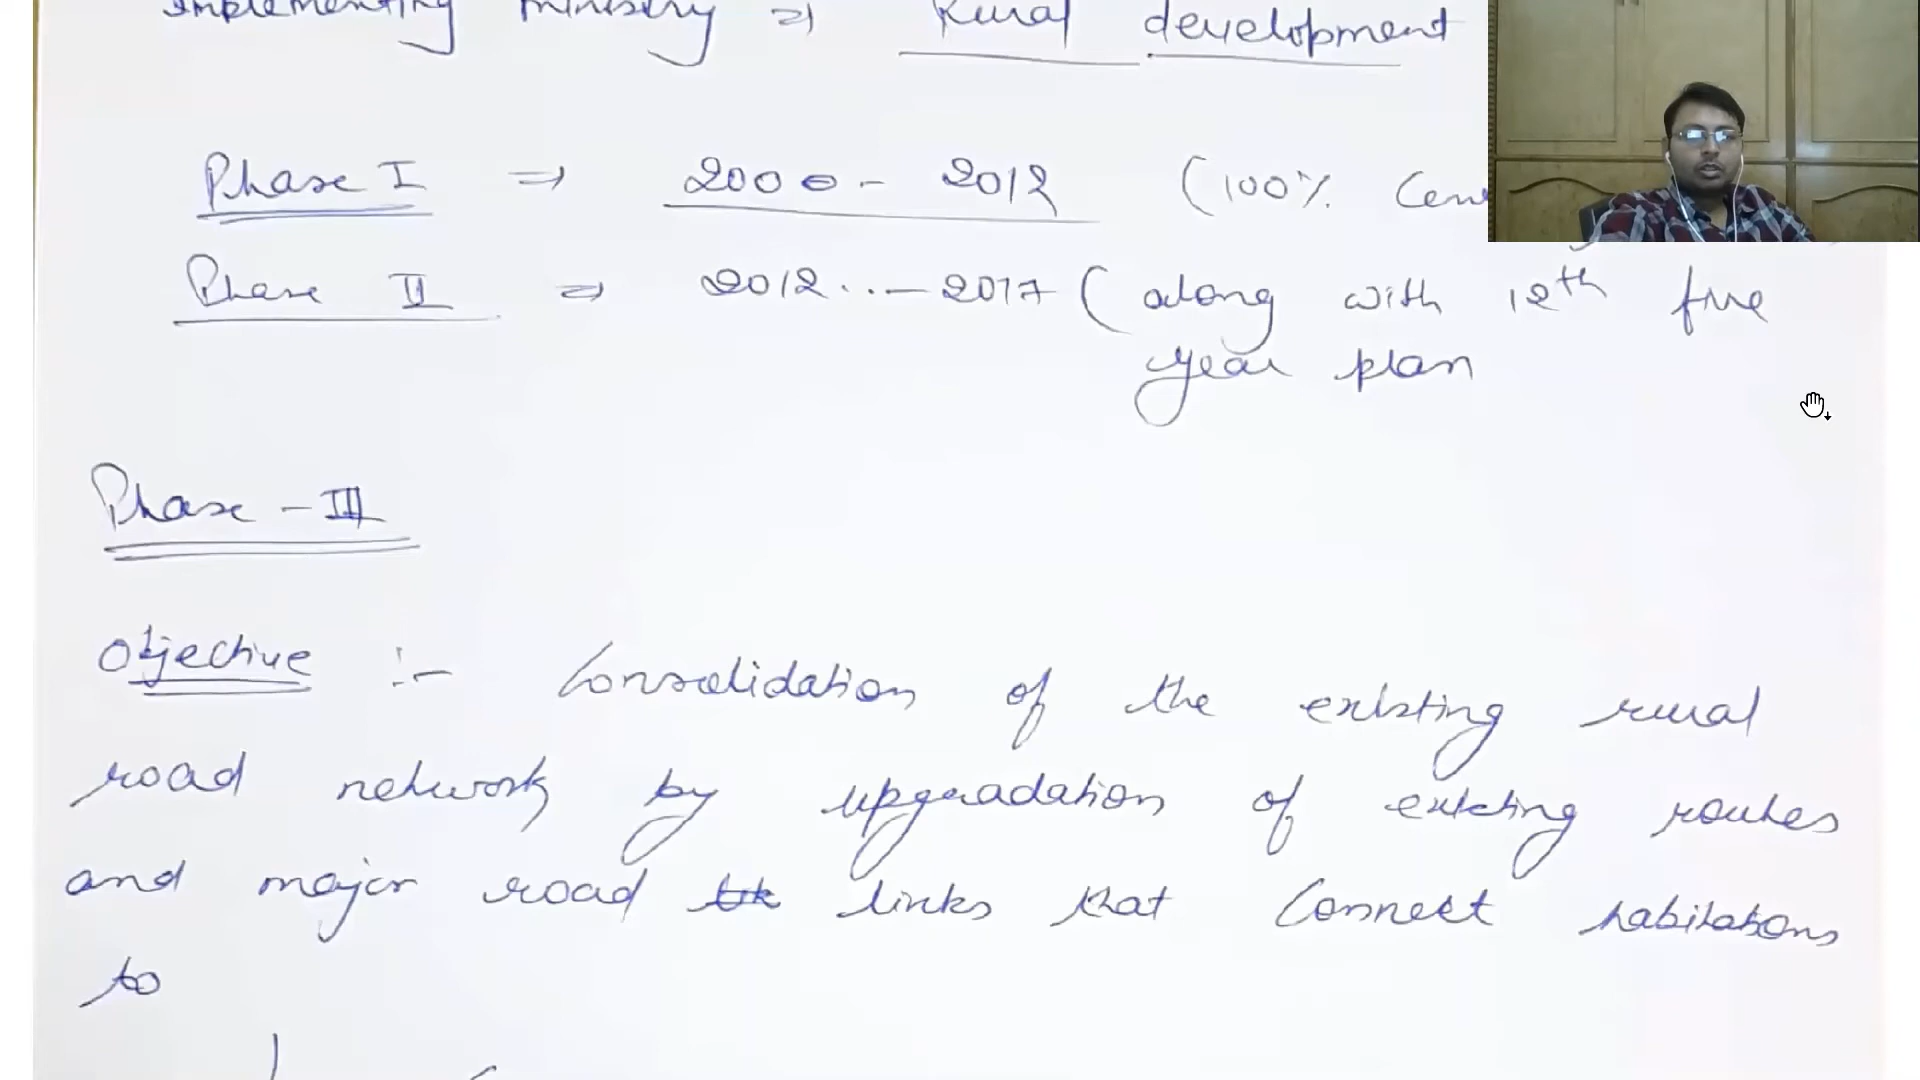 Implementing ministry ⇒ Rural development
Phase I ⇒ 2000 - 2012 (100% Cen
Phase II ⇒ 2012...-2017 (along with 12th five
year plan
Phase - III
Objective :- Consolidation of the existing rural
road network by upgradation of existing routes
and major road links that connect habitations
to